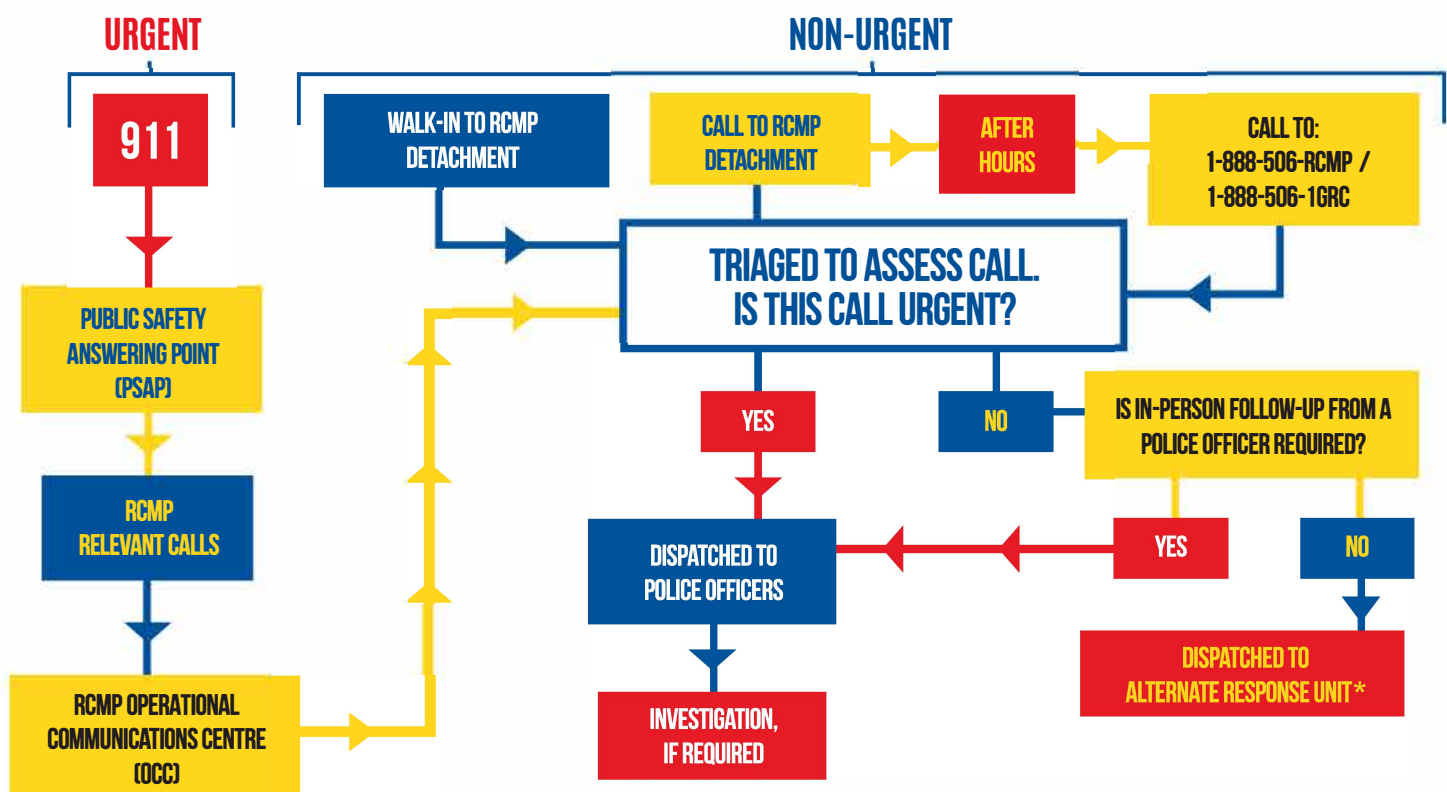 URGENT
NON-URGENT
911
WALK-IN TO RCMP
DETACHMENT
CALL TO RCMP
DETACHMENT
AFTER
HOURS
CALL TO:
1-888-506-RCMP /
1-888-506-1GRC
TRIAGED TO ASSESS CALL.
IS THIS CALL URGENT?
PUBLIC SAFETY
ANSWERING POINT
(PSAP)
YES
NO
IS IN-PERSON FOLLOW-UP FROM A
POLICE OFFICER REQUIRED?
RCMP
RELEVANT CALLS
DISPATCHED TO
POLICE OFFICERS
YES
NO
RCMP OPERATIONAL
COMMUNICATIONS CENTRE
(OCC)
INVESTIGATION,
IF REQUIRED
DISPATCHED TO
ALTERNATE RESPONSE UNIT*